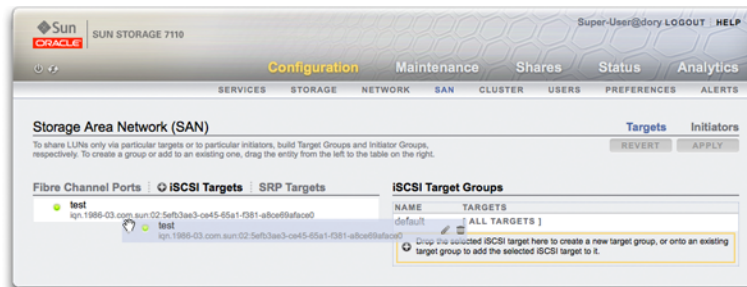 Sun
ORACLE
SUN STORAGE 7110
Super-User@dory LOGOUT HELP
Configuration Maintenance Shares Status Analytics
SERVICES STORAGE NETWORK SAN CLUSTER USERS PREFERENCES ALERTS
Storage Area Network (SAN)
Targets Initiators
To share LUNs only via particular targets or to particular initiators, build Target Groups and Initiator Groups,
respectively. To create a group or add to an existing one, drag the entity from the left to the table on the right.
REVERT APPLY
Fibre Channel Ports iSCSI Targets SRP Targets
iSCSI Target Groups
NAME TARGETS
test
iqn.1986-03.com.sun:02:5efb3ae3-ce45-65a1-f381-a8ce69aface0
default [ ALL TARGETS ]
test
iqn.1986-03.com.sun:02:5efb3ae3-ce45-65a1-f381-a8ce69aface0
Drop the selected iSCSI target here to create a new target group, or onto an existing
target group to add the selected iSCSI target to it.